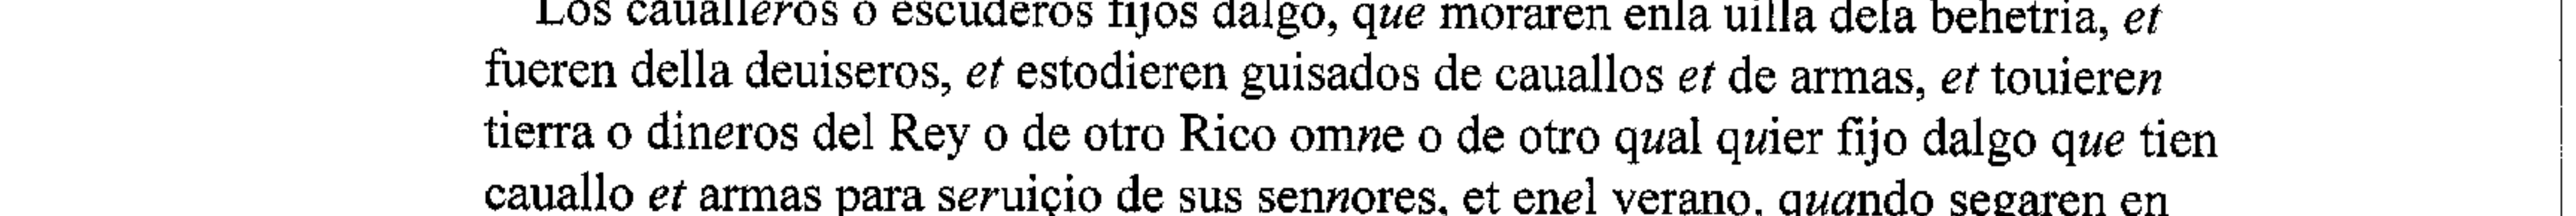 Los caualleros o escuderos fijos dalgo, que moraren enla uilla dela behetria, et
fueren della deuiseros, et estodieren guisados de cauallos et de armas, et touieren
tierra o dineros del Rey o de otro Rico omne o de otro qual quier fijo dalgo que tien
cauallo et armas para seruiçio de sus sennores, et enel verano, quando segaren en